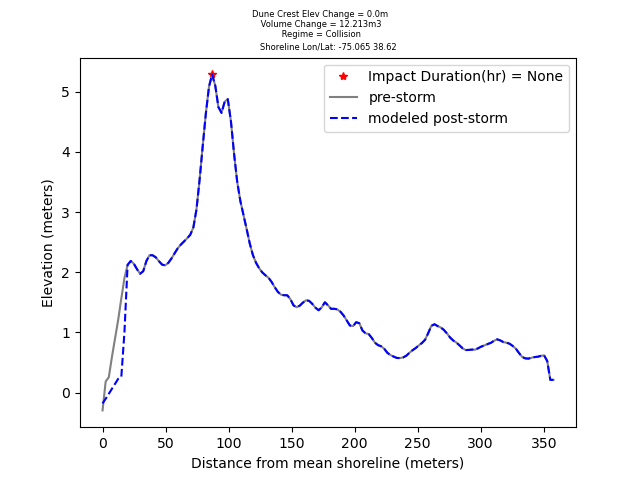 Dune Crest Elev Change = 0.0m
Volume Change = 12.213m3
Regime = Collision
Shoreline Lon/Lat: -75.065 38.62
Impact Duration(hr) = None
pre-storm
modeled post-storm
Elevation (meters)
5
4
3
2
1
0
0 50 100 150 200 250 300 350
Distance from mean shoreline (meters)